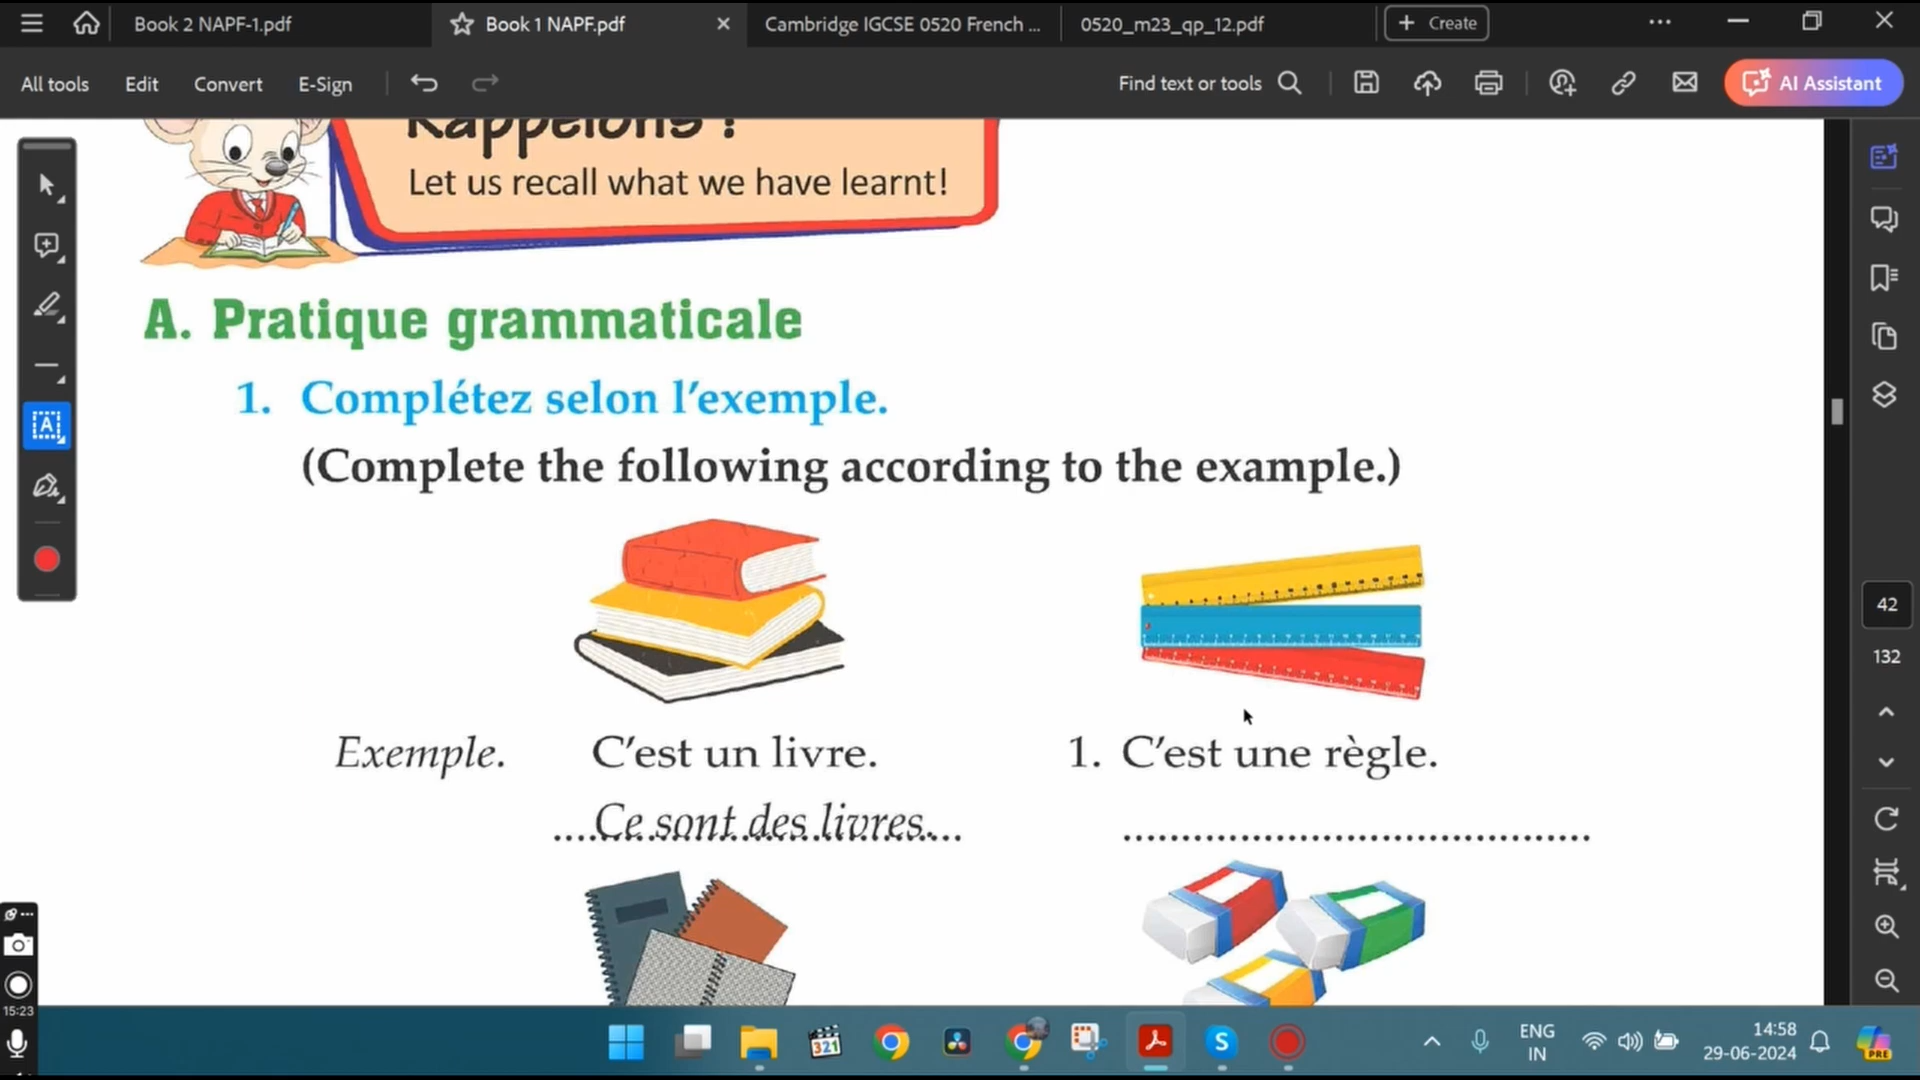 Book 2 NAPF-1.pdf
Book 1 NAPF.pdf
Cambridge IGCSE 0520 French ...
0520_m23_qp_12.pdf
+ Create
All tools
Edit
Convert
E-Sign
Find text or tools
AI Assistant
Rappelons !
Let us recall what we have learnt!
A. Pratique grammaticale
1. Complétez selon l'exemple.
(Complete the following according to the example.)
Exemple. C'est un livre.
1. C'est une règle.
....Ce sont des livres....
.......................................
42
132
15:23
321
ENG
IN
14:58
29-06-2024
PRE